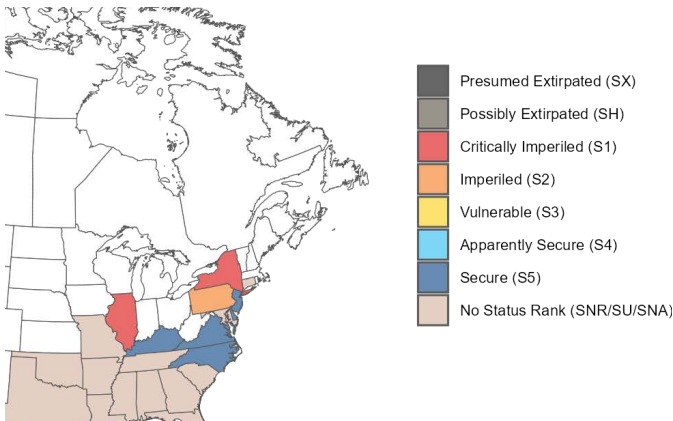 Presumed Extirpated (SX)
Possibly Extirpated (SH)
Critically Imperiled (S1)
Imperiled (S2)
Vulnerable (S3)
Apparently Secure (S4)
Secure (S5)
No Status Rank (SNR/SU/SNA)